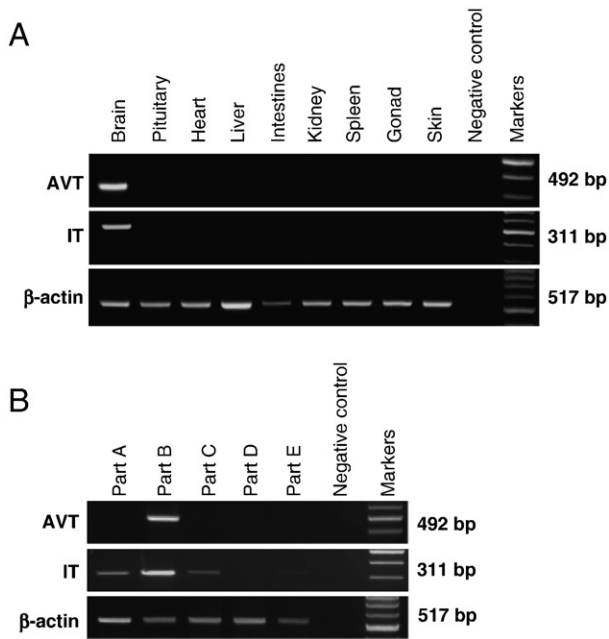 A
Brain Pituitary Heart Liver Intestines Kidney Spleen Gonad Skin Negative control Markers
AVT 492 bp
IT 311 bp
β-actin 517 bp
B
Part A Part B Part C Part D Part E Negative control Markers
AVT 492 bp
IT 311 bp
β-actin 517 bp